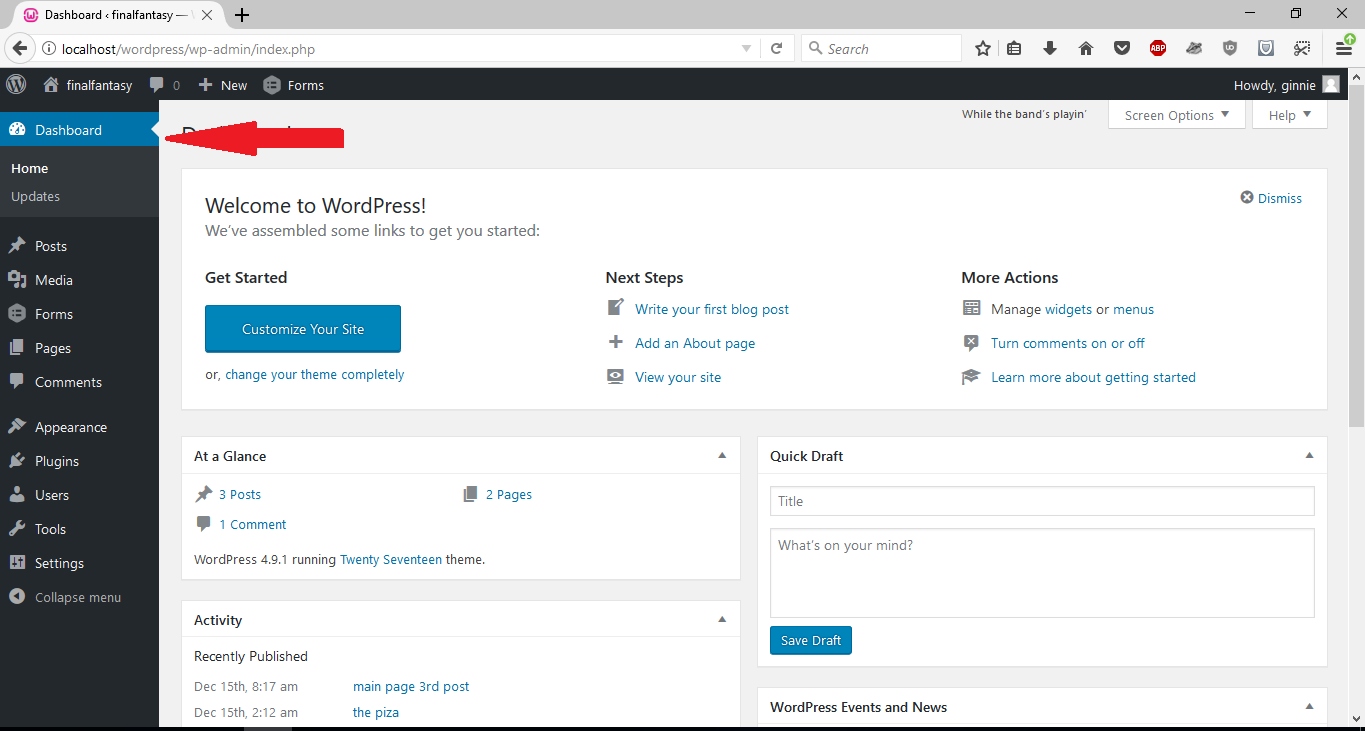 Dashboard ‹ finalfantasy —
localhost/wordpress/wp-admin/index.php
Search
ABP
finalfantasy 0 New Forms
Howdy, ginnie
Dashboard
While the band's playin'
Screen Options
Help
Home
Updates
Posts
Media
Forms
Pages
Comments
Appearance
Plugins
Users
Tools
Settings
Collapse menu
Welcome to WordPress!
Dismiss
We've assembled some links to get you started:
Get Started
Customize Your Site
or, change your theme completely
Next Steps
Write your first blog post
Add an About page
View your site
More Actions
Manage widgets or menus
Turn comments on or off
Learn more about getting started
At a Glance
3 Posts
2 Pages
1 Comment
WordPress 4.9.1 running Twenty Seventeen theme.
Activity
Recently Published
Dec 15th, 8:17 am main page 3rd post
Dec 15th, 2:12 am the piza
Quick Draft
Title
What's on your mind?
Save Draft
WordPress Events and News